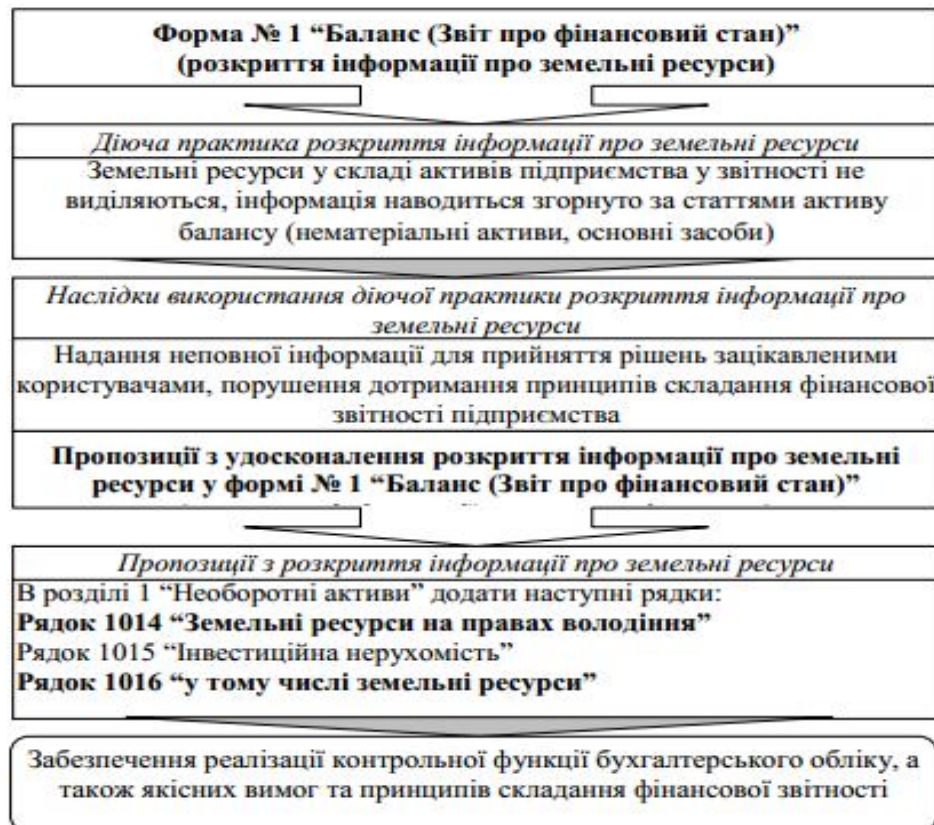 Форма № 1 “Баланс (Звіт про фінансовий стан)”
(розкриття інформації про земельні ресурси)
Діюча практика розкриття інформації про земельні ресурси
Земельні ресурси у складі активів підприємства у звітності не
виділяються, інформація наводиться згорнуто за статтями активу
балансу (нематеріальні активи, основні засоби)
Наслідки використання діючої практики розкриття інформації про
земельні ресурси
Надання неповної інформації для прийняття рішень зацікавленими
користувачами, порушення дотримання принципів складання фінансової
звітності підприємства
Пропозиції з удосконалення розкриття інформації про земельні
ресурси у формі № 1 “Баланс (Звіт про фінансовий стан)”
Пропозиції з розкриття інформації про земельні ресурси
В розділі 1 “Необоротні активи” додати наступні рядки:
Рядок 1014 “Земельні ресурси на правах володіння”
Рядок 1015 “Інвестиційна нерухомість”
Рядок 1016 “у тому числі земельні ресурси”
Забезпечення реалізації контрольної функції бухгалтерського обліку, а
також якісних вимог та принципів складання фінансової звітності